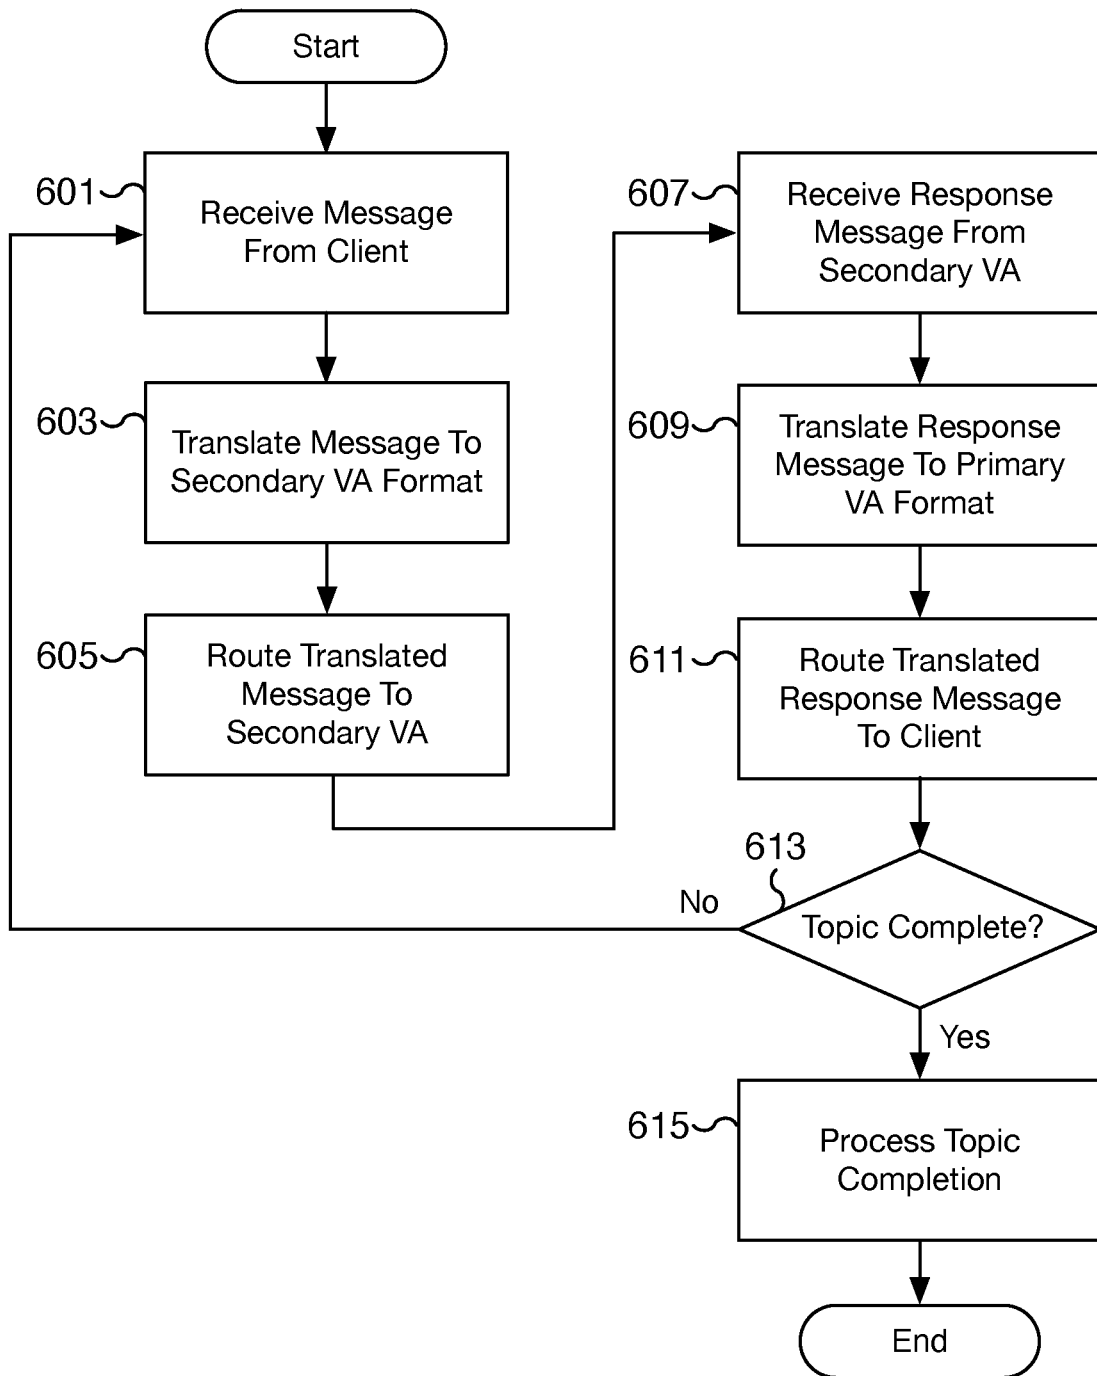 Start
601
Receive Message
From Client
603
Translate Message To
Secondary VA Format
605
Route Translated
Message To
Secondary VA
607
Receive Response
Message From
Secondary VA
609
Translate Response
Message To Primary
VA Format
611
Route Translated
Response Message
To Client
613
Topic Complete?
No
Yes
615
Process Topic
Completion
End